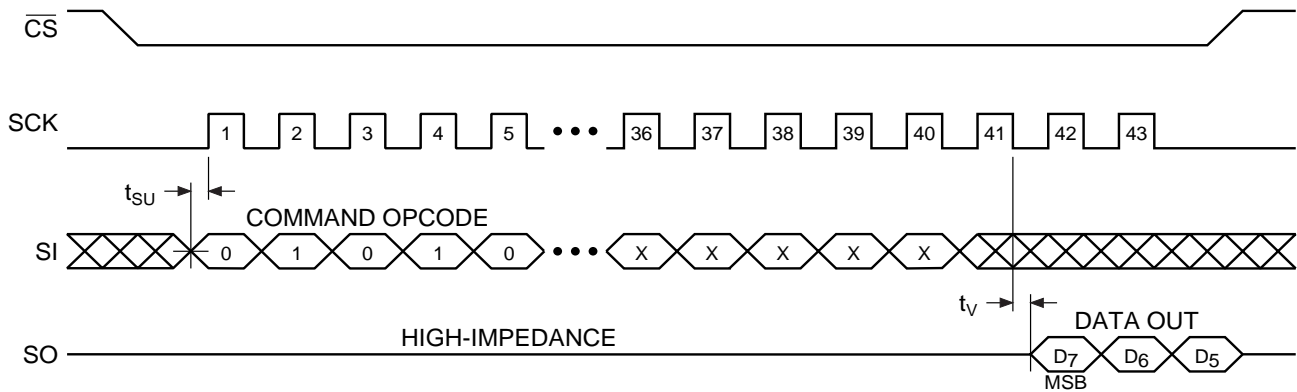 CS
SCK
1 2 3 4 5 • • • 36 37 38 39 40 41 42 43
tSU
COMMAND OPCODE
SI
0 1 0 1 0 • • • X X X X X
tV
HIGH-IMPEDANCE
DATA OUT
SO
D7 D6 D5
MSB